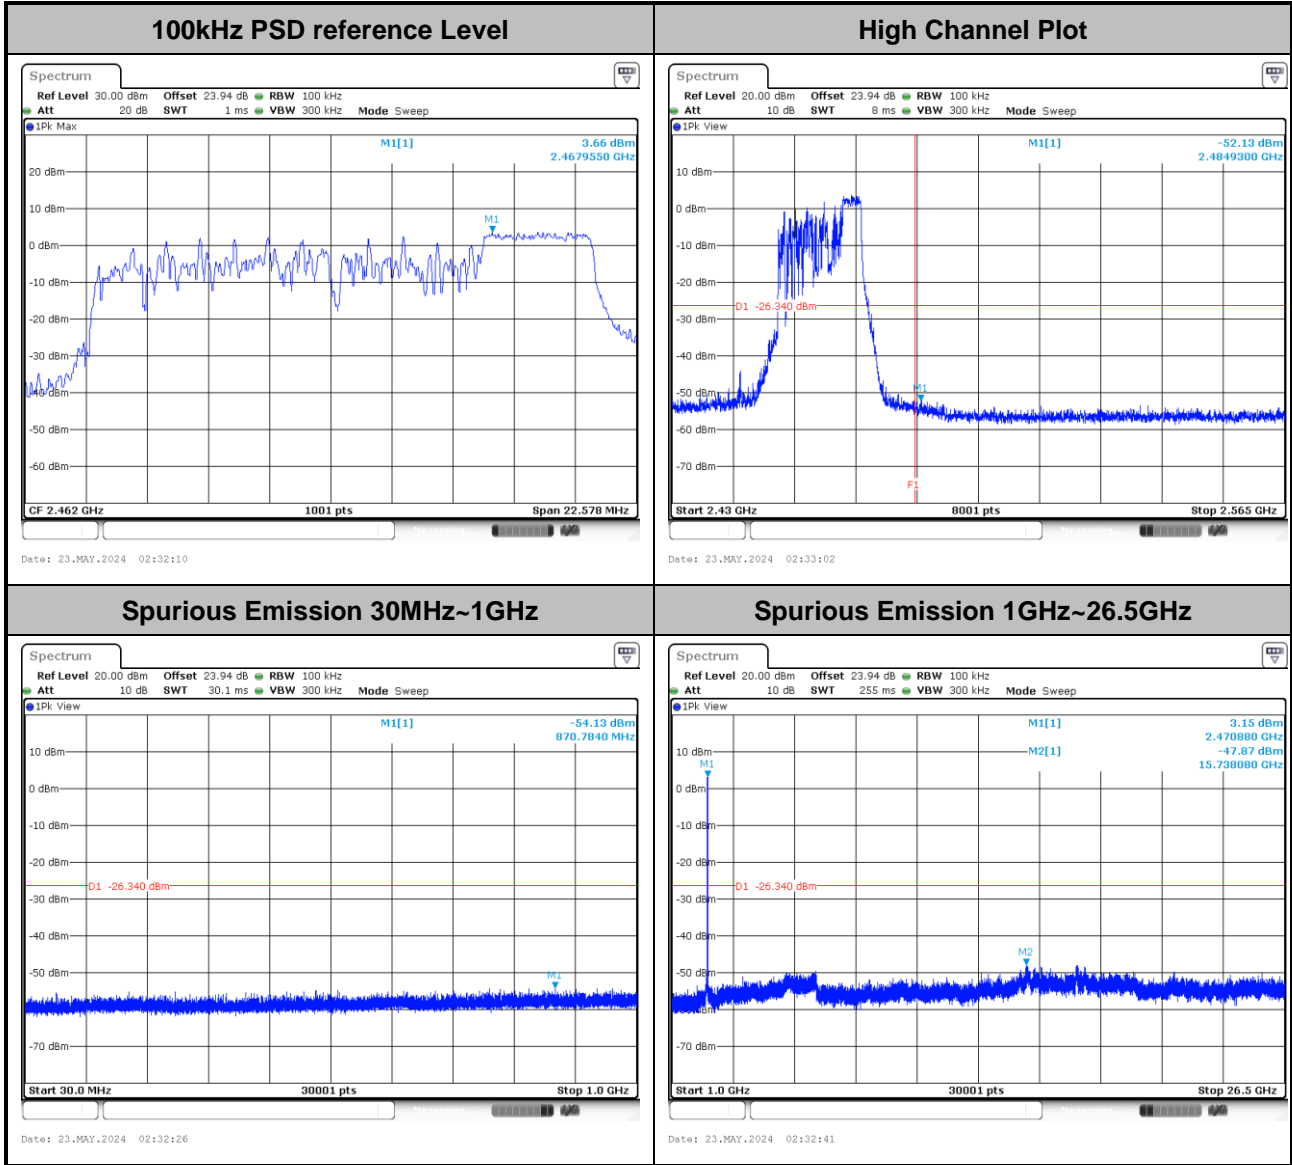 100kHz PSD reference Level
Spectrum
Ref Level 30.00 dBm Offset 23.94 dB RBW 100 kHz
Att 20 dB SWT 1 ms VBW 300 kHz Mode Sweep
1Pk Max
M1[1] 3.66 dBm
2.4679550 GHz
20 dBm
10 dBm
M1
0 dBm
-10 dBm
-20 dBm
-30 dBm
-40 dBm
-50 dBm
-60 dBm
CF 2.462 GHz 1001 pts Span 22.578 MHz
Date: 23.MAY.2024 02:32:10
High Channel Plot
Spectrum
Ref Level 20.00 dBm Offset 23.94 dB RBW 100 kHz
Att 10 dB SWT 8 ms VBW 300 kHz Mode Sweep
1Pk View
M1[1] -52.13 dBm
2.4849300 GHz
10 dBm
0 dBm
-10 dBm
-20 dBm
D1 -26.340 dBm
-30 dBm
-40 dBm
-50 dBm
M1
-60 dBm
-70 dBm
F1
Start 2.43 GHz 8001 pts Stop 2.565 GHz
Date: 23.MAY.2024 02:33:02
Spurious Emission 30MHz~1GHz
Spectrum
Ref Level 20.00 dBm Offset 23.94 dB RBW 100 kHz
Att 10 dB SWT 30.1 ms VBW 300 kHz Mode Sweep
1Pk View
M1[1] -54.13 dBm
870.7840 MHz
10 dBm
0 dBm
-10 dBm
-20 dBm
D1 -26.340 dBm
-30 dBm
-40 dBm
-50 dBm
M1
-70 dBm
Start 30.0 MHz 30001 pts Stop 1.0 GHz
Date: 23.MAY.2024 02:32:26
Spurious Emission 1GHz~26.5GHz
Spectrum
Ref Level 20.00 dBm Offset 23.94 dB RBW 100 kHz
Att 10 dB SWT 255 ms VBW 300 kHz Mode Sweep
1Pk View
M1[1] 3.15 dBm
2.470880 GHz
10 dBm M2[1] -47.87 dBm
M1 15.738080 GHz
0 dBm
-10 dBm
-20 dBm
D1 -26.340 dBm
-30 dBm
-40 dBm
M2
-50 dBm
-70 dBm
Start 1.0 GHz 30001 pts Stop 26.5 GHz
Date: 23.MAY.2024 02:32:41